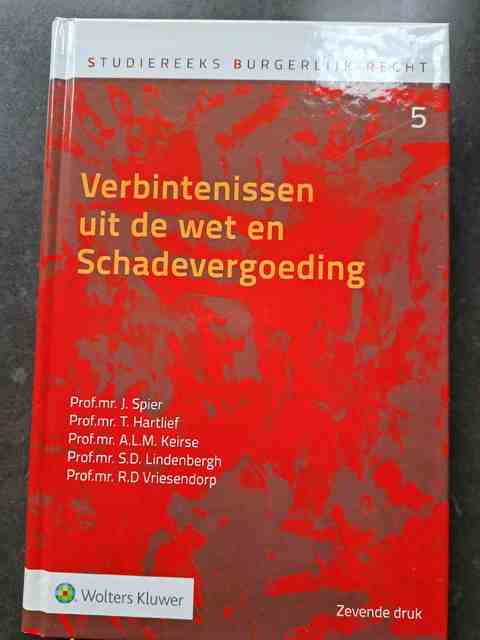 STUDIEREEKS BURGERLIJK RECHT
5
Verbintenissen
uit de wet en
Schadevergoeding
Prof.mr. J. Spier
Prof.mr. T. Hartlief
Prof.mr. A.L.M. Keirse
Prof.mr. S.D. Lindenbergh
Prof.mr. R.D Vriesendorp
Wolters Kluwer
Zevende druk